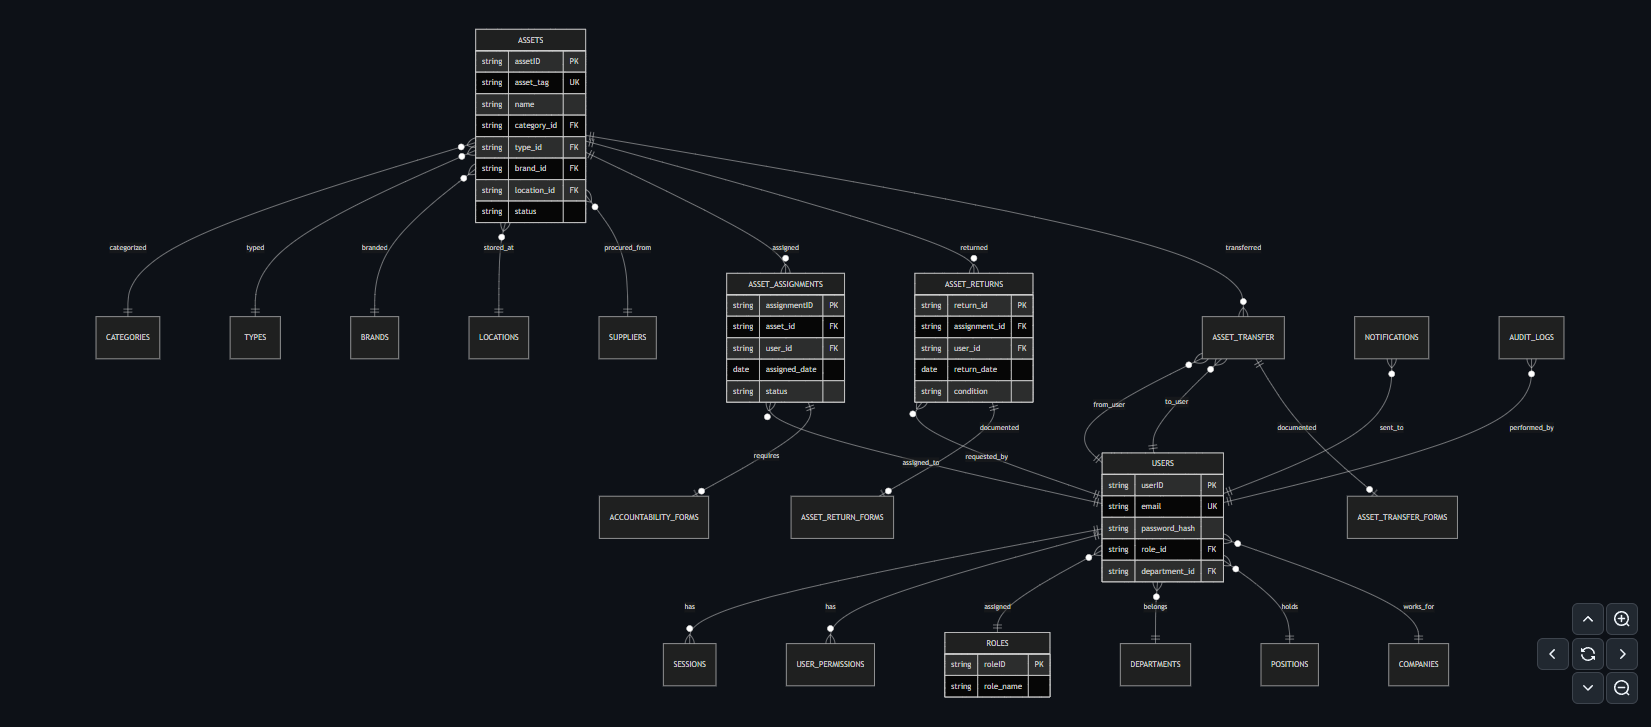 ASSETS
string assetID PK
string asset_tag UK
string name
string category_id FK
string type_id FK
string brand_id FK
string location_id FK
string status
categorized
typed
branded
stored_at
procured_from
assigned
returned
transferred
CATEGORIES
TYPES
BRANDS
LOCATIONS
SUPPLIERS
ASSET_ASSIGNMENTS
string assignmentID PK
string asset_id FK
string user_id FK
date assigned_date
string status
ASSET_RETURNS
string return_id PK
string assignment_id FK
string user_id FK
date return_date
string condition
ASSET_TRANSFER
NOTIFICATIONS
AUDIT_LOGS
from_user
to_user
documented
documented
sent_to
performed_by
requires
assigned_to
requested_by
ACCOUNTABILITY_FORMS
ASSET_RETURN_FORMS
USERS
string userID PK
string email UK
string password_hash
string role_id FK
string department_id FK
ASSET_TRANSFER_FORMS
has
has
assigned
belongs
holds
works_for
SESSIONS
USER_PERMISSIONS
ROLES
string roleID PK
string role_name
DEPARTMENTS
POSITIONS
COMPANIES